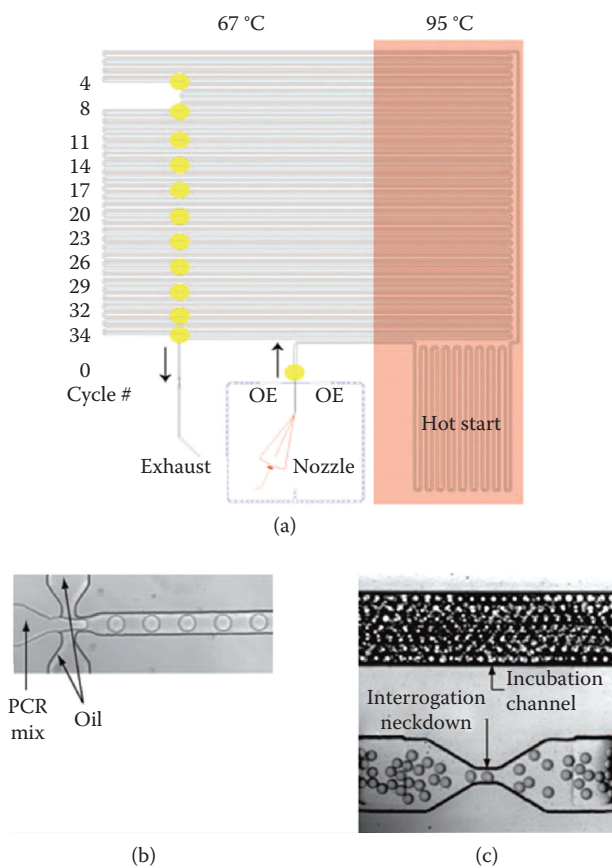 67 °C
95 °C
4
8
11
14
17
20
23
26
29
32
34
0
Cycle #
OE OE
Hot start
Exhaust
Nozzle
(a)
PCR
mix
Oil
(b)
Interrogation
neckdown
Incubation
channel
(c)